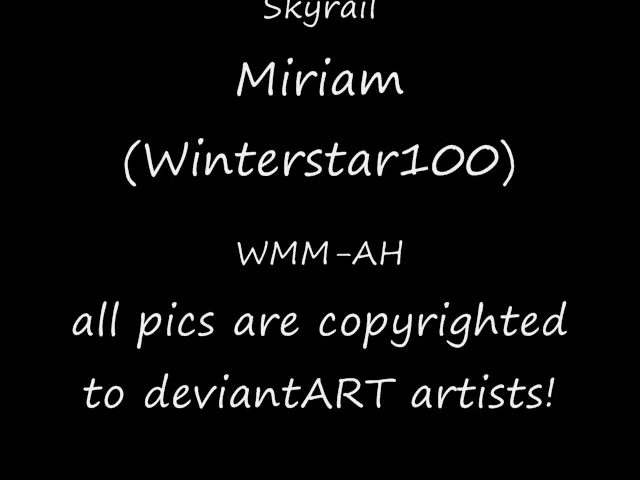 Skyrail
Miriam
(Winterstar100)
WMM-AH
all pics are copyrighted
to deviantART artists!